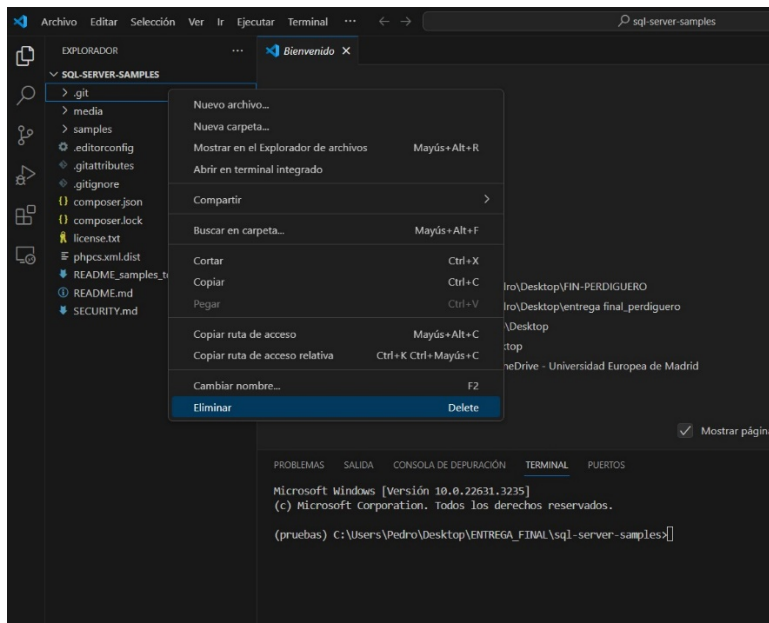 Archivo Editar Selección Ver Ir Ejecutar Terminal ··· ← → sql-server-samples
EXPLORADOR ···
Bienvenido ×
SQL-SERVER-SAMPLES
.git
media
samples
.editorconfig
.gitattributes
.gitignore
{} composer.json
{} composer.lock
license.txt
phpcs.xml.dist
README_samples_t
README.md
SECURITY.md
Nuevo archivo...
Nueva carpeta...
Mostrar en el Explorador de archivos Mayús+Alt+R
Abrir en terminal integrado
Compartir
Buscar en carpeta... Mayús+Alt+F
Cortar Ctrl+X
Copiar Ctrl+C
Pegar Ctrl+V
Copiar ruta de acceso Mayús+Alt+C
Copiar ruta de acceso relativa Ctrl+K Ctrl+Mayús+C
Cambiar nombre... F2
Eliminar Delete
ro\Desktop\FIN-PERDIGUERO
ro\Desktop\entrega final_perdiguero
\Desktop
top
neDrive - Universidad Europea de Madrid
Mostrar págin
PROBLEMAS SALIDA CONSOLA DE DEPURACIÓN TERMINAL PUERTOS
Microsoft Windows [Versión 10.0.22631.3235]
(c) Microsoft Corporation. Todos los derechos reservados.
(pruebas) C:\Users\Pedro\Desktop\ENTREGA_FINAL\sql-server-samples>